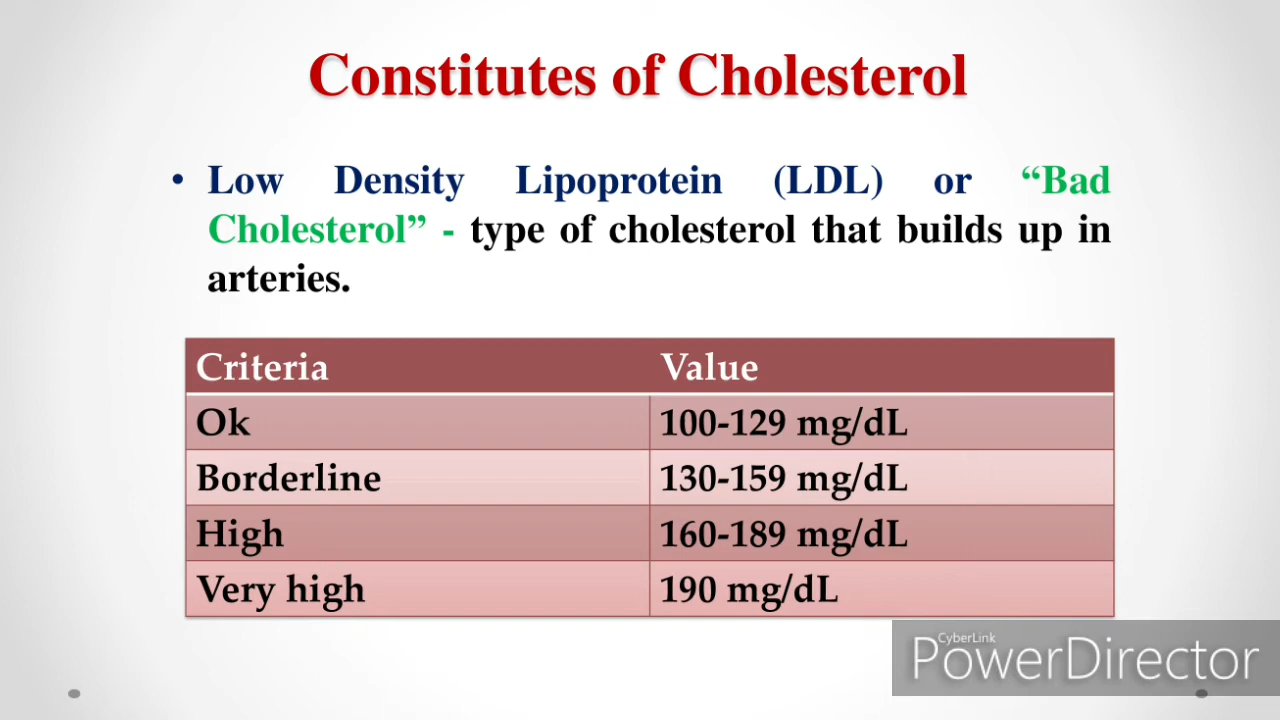 Constitutes of Cholesterol
• Low Density Lipoprotein (LDL) or “Bad
Cholesterol” - type of cholesterol that builds up in
arteries.
Criteria Value
Ok 100-129 mg/dL
Borderline 130-159 mg/dL
High 160-189 mg/dL
Very high 190 mg/dL
CyberLink
PowerDirector